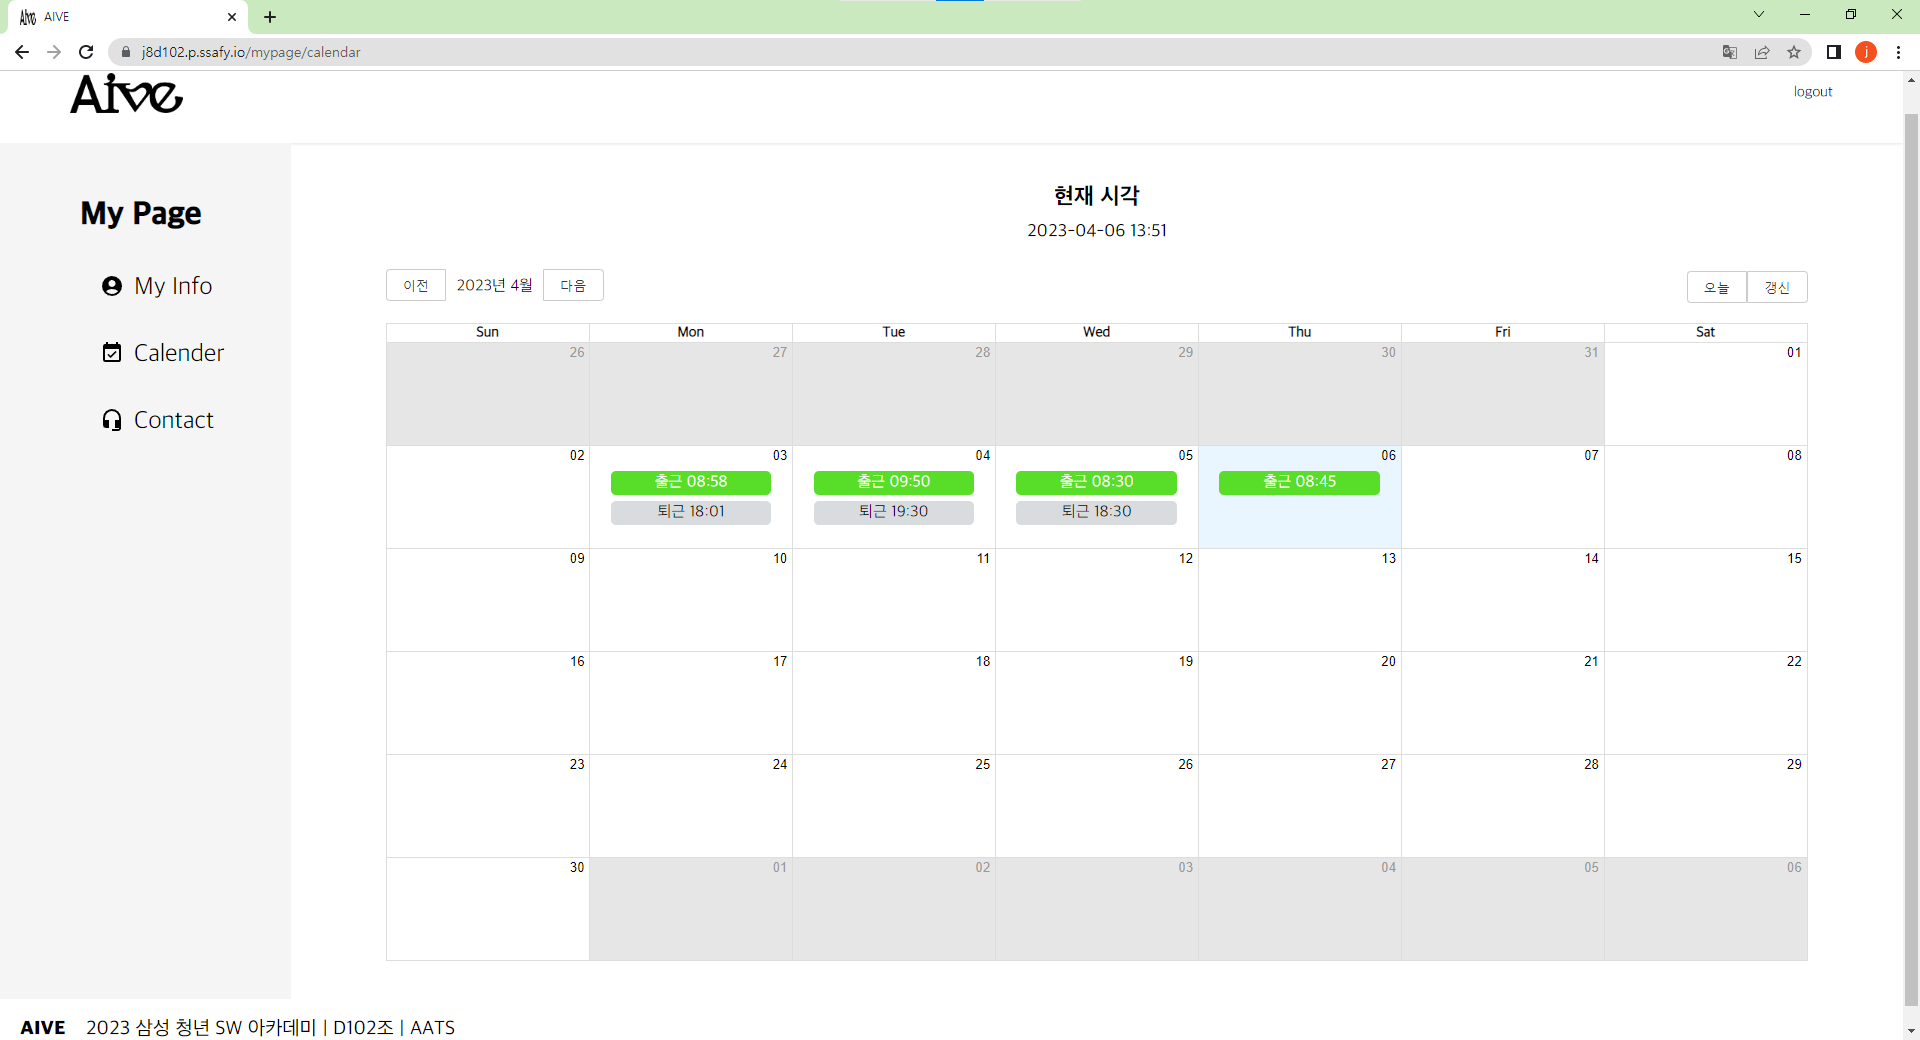 AIVE
j8d102.p.ssafy.io/mypage/calendar
j
Aive
logout
My Page
My Info
Calender
Contact
현재 시각
2023-04-06 13:51
이전 2023년 4월 다음
오늘 갱신
Sun Mon Tue Wed Thu Fri Sat
26 27 28 29 30 31 01
02 03 04 05 06 07 08
출근 08:58 출근 09:50 출근 08:30 출근 08:45
퇴근 18:01 퇴근 19:30 퇴근 18:30
09 10 11 12 13 14 15
16 17 18 19 20 21 22
23 24 25 26 27 28 29
30 01 02 03 04 05 06
AIVE 2023 삼성 청년 SW 아카데미 | D102조 | AATS